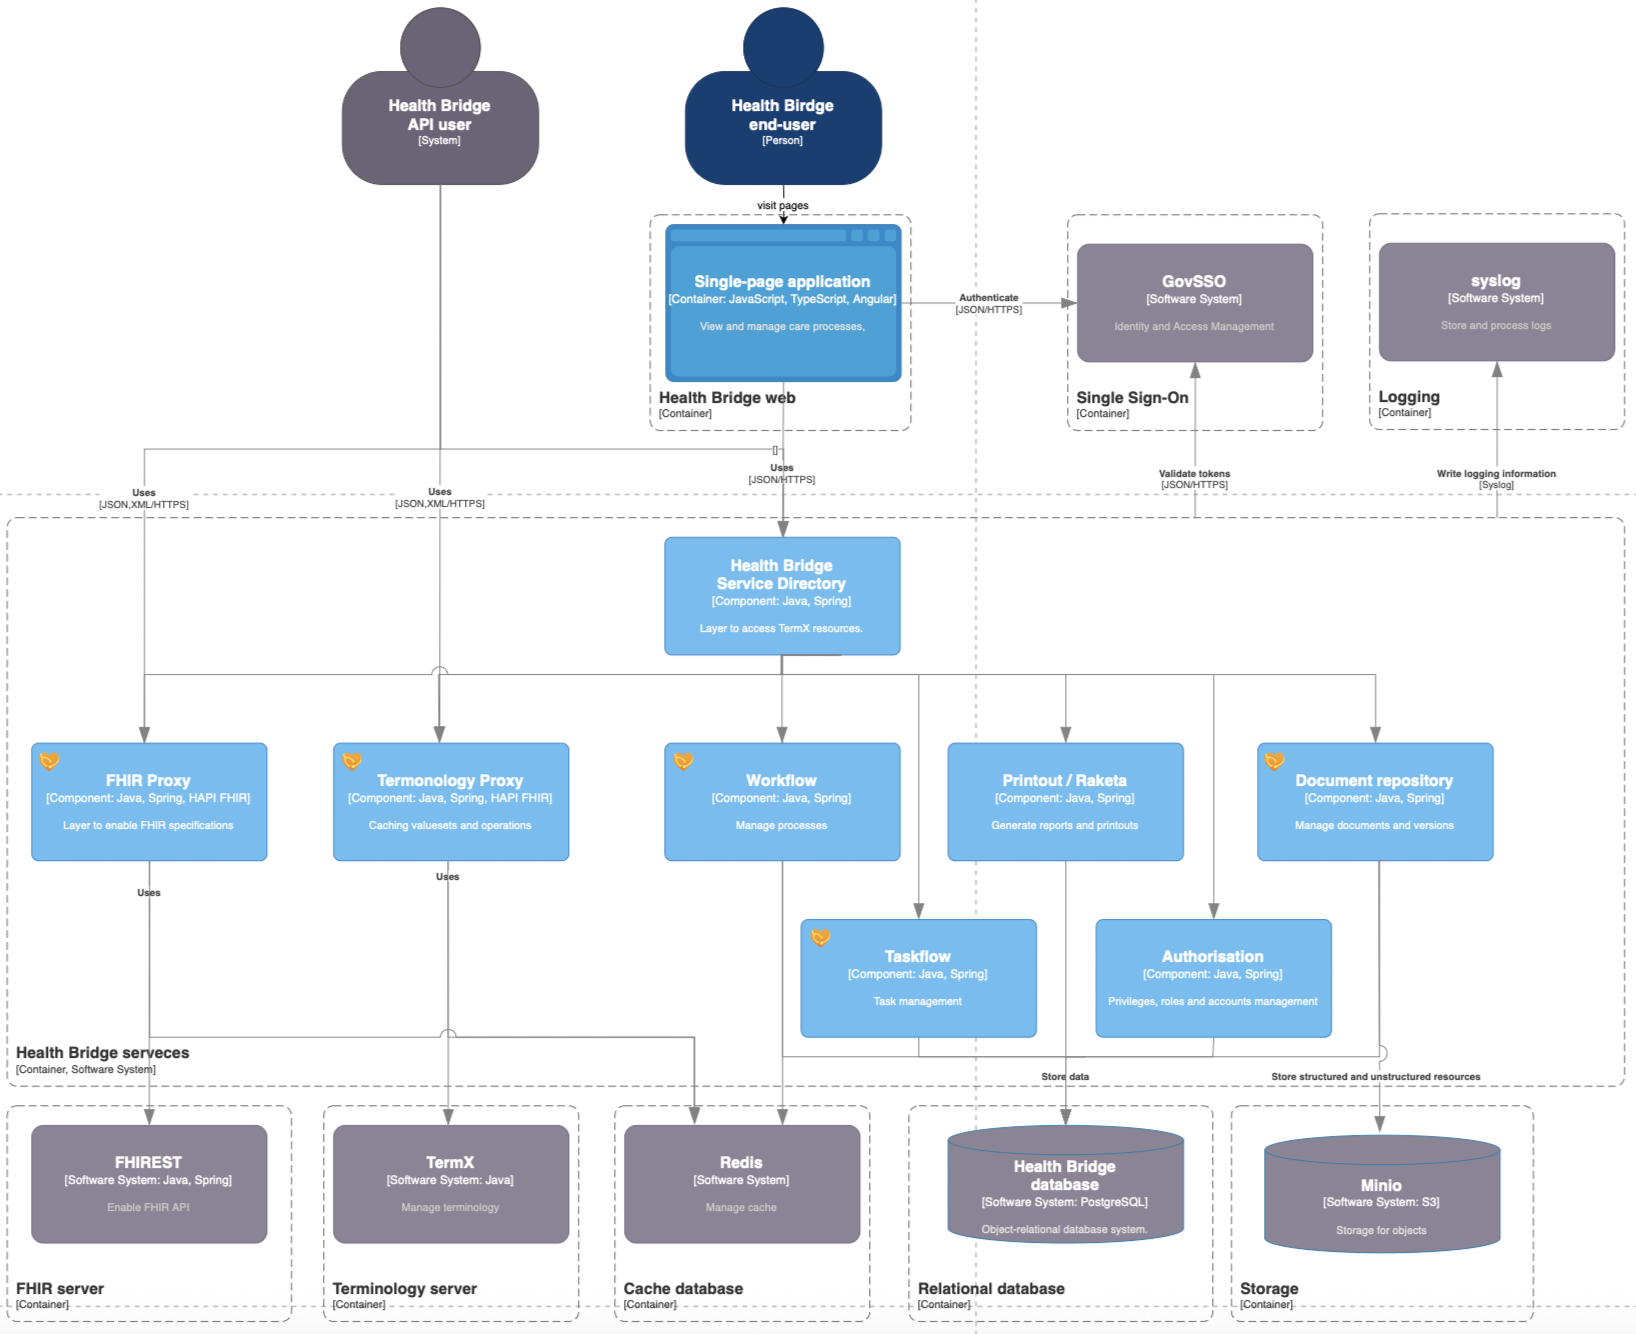 Health Bridge
API user
[System]
Health Birdge
end-user
[Person]
visit pages
Single-page application
[Container: JavaScript, TypeScript, Angular]
View and manage care processes,
Health Bridge web
[Container]
Authenticate
[JSON/HTTPS]
GovSSO
[Software System]
Identity and Access Management
Single Sign-On
[Container]
syslog
[Software System]
Store and process logs
Logging
[Container]
[]
Uses
[JSON,XML/HTTPS]
Uses
[JSON,XML/HTTPS]
Uses
[JSON/HTTPS]
Validate tokens
[JSON/HTTPS]
Write logging information
[Syslog]
Health Bridge
Service Directory
[Component: Java, Spring]
Layer to access TermX resources.
FHIR Proxy
[Component: Java, Spring, HAPI FHIR]
Layer to enable FHIR specifications
Termonology Proxy
[Component: Java, Spring, HAPI FHIR]
Caching valuesets and operations
Workflow
[Component: Java, Spring]
Manage processes
Printout / Raketa
[Component: Java, Spring]
Generate reports and printouts
Document repository
[Component: Java, Spring]
Manage documents and versions
Uses
Uses
Taskflow
[Component: Java, Spring]
Task management
Authorisation
[Component: Java, Spring]
Privileges, roles and accounts management
Health Bridge serveces
[Container, Software System]
Store data
Store structured and unstructured resources
FHIREST
[Software System: Java, Spring]
Enable FHIR API
FHIR server
[Container]
TermX
[Software System: Java]
Manage terminology
Terminology server
[Container]
Redis
[Software System]
Manage cache
Cache database
[Container]
Health Bridge
database
[Software System: PostgreSQL]
Object-relational database system.
Relational database
[Container]
Minio
[Software System: S3]
Storage for objects
Storage
[Container]